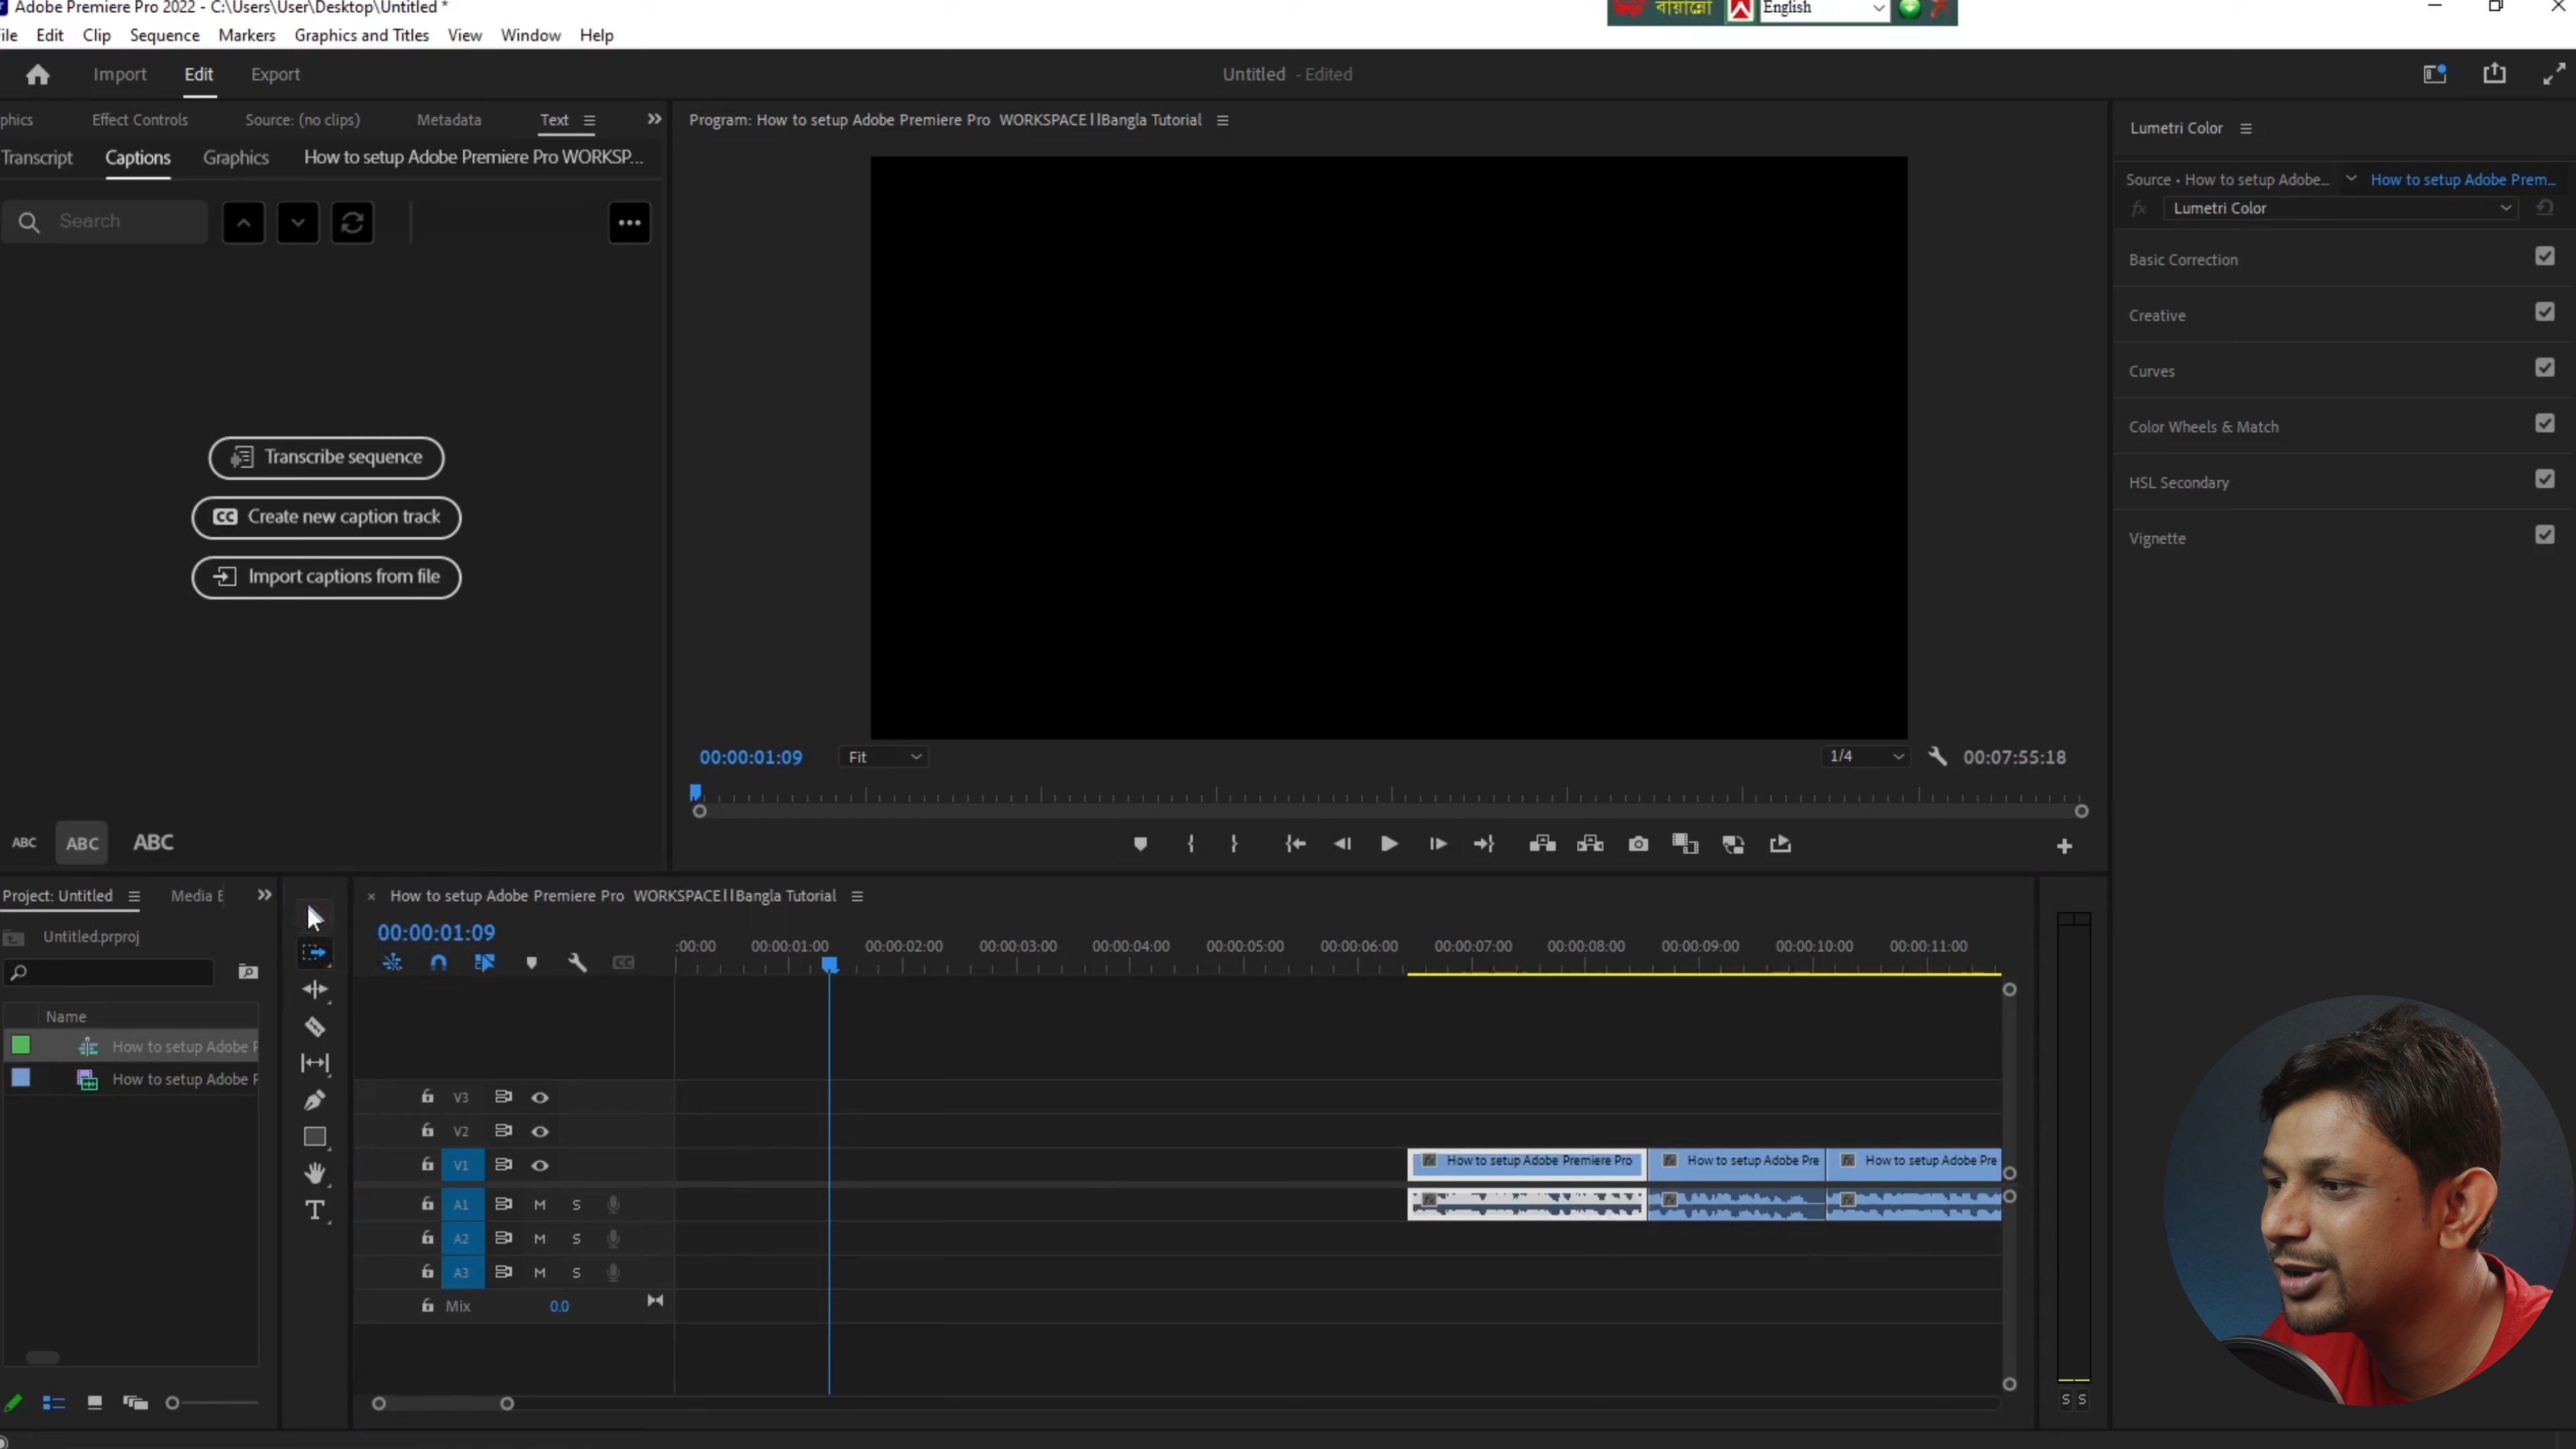 Adobe Premiere Pro 2022 - C:\Users\User\Desktop\Untitled *
বায়ান্নো English
File Edit Clip Sequence Markers Graphics and Titles View Window Help
Import Edit Export
Untitled - Edited
phics Effect Controls Source: (no clips) Metadata Text
Transcript Captions Graphics How to setup Adobe Premiere Pro WORKSP...
Search
Transcribe sequence
CC Create new caption track
Import captions from file
ABC ABC ABC
Program: How to setup Adobe Premiere Pro WORKSPACE||Bangla Tutorial
00:00:01:09 Fit 1/4 00:07:55:18
Lumetri Color
Source • How to setup Adobe... How to setup Adobe Prem...
fx Lumetri Color
Basic Correction
Creative
Curves
Color Wheels & Match
HSL Secondary
Vignette
Project: Untitled Media E
Untitled.prproj
Name
How to setup Adobe P
How to setup Adobe P
How to setup Adobe Premiere Pro WORKSPACE||Bangla Tutorial
00:00:01:09
:00:00 00:00:01:00 00:00:02:00 00:00:03:00 00:00:04:00 00:00:05:00 00:00:06:00 00:00:07:00 00:00:08:00 00:00:09:00 00:00:10:00 00:00:11:00
CC
V3
V2
V1 fx How to setup Adobe Premiere Pro fx How to setup Adobe Pre fx How to setup Adobe Pre
A1 M S fx fx fx
A2 M S
A3 M S
Mix 0.0
S S